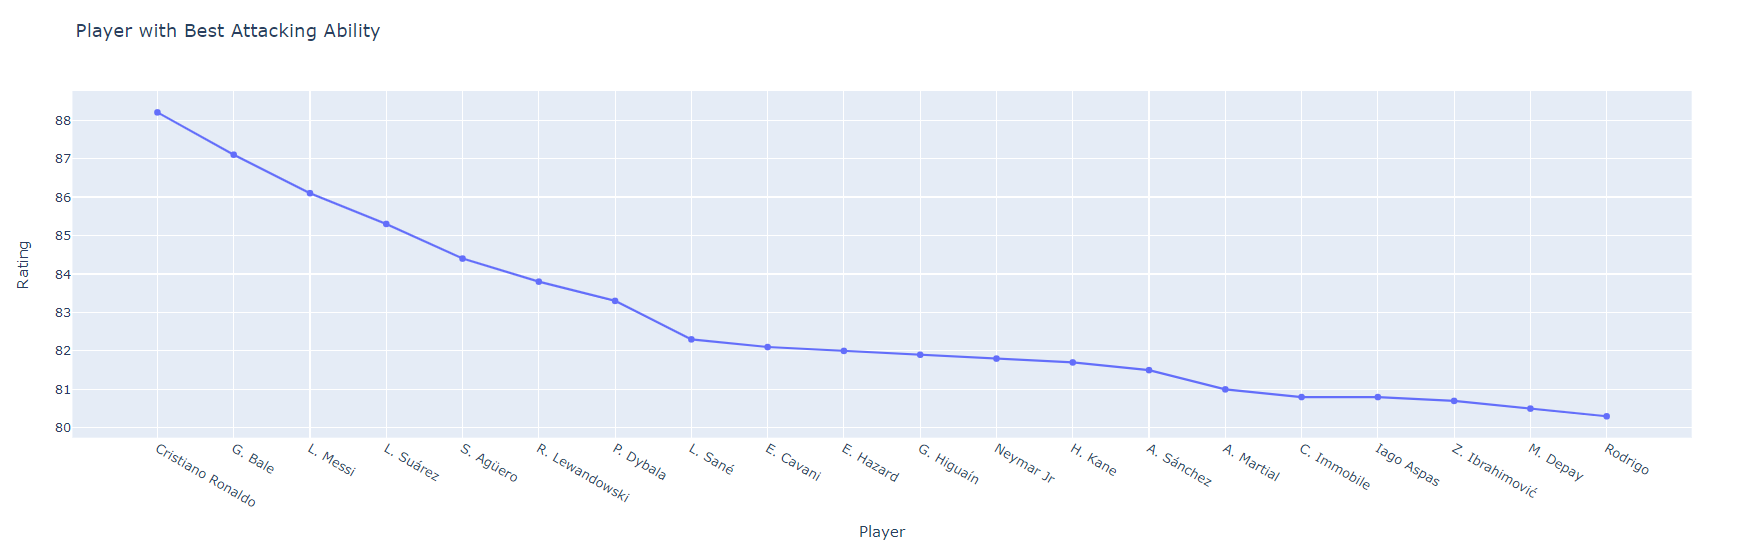 Player with Best Attacking Ability
88
87
86
85
84
83
82
81
80
Rating
Cristiano Ronaldo
G. Bale
L. Messi
L. Suárez
S. Agüero
R. Lewandowski
P. Dybala
L. Sané
E. Cavani
E. Hazard
G. Higuaín
Neymar Jr
H. Kane
A. Sánchez
A. Martial
C. Immobile
Iago Aspas
Z. Ibrahimović
M. Depay
Rodrigo
Player